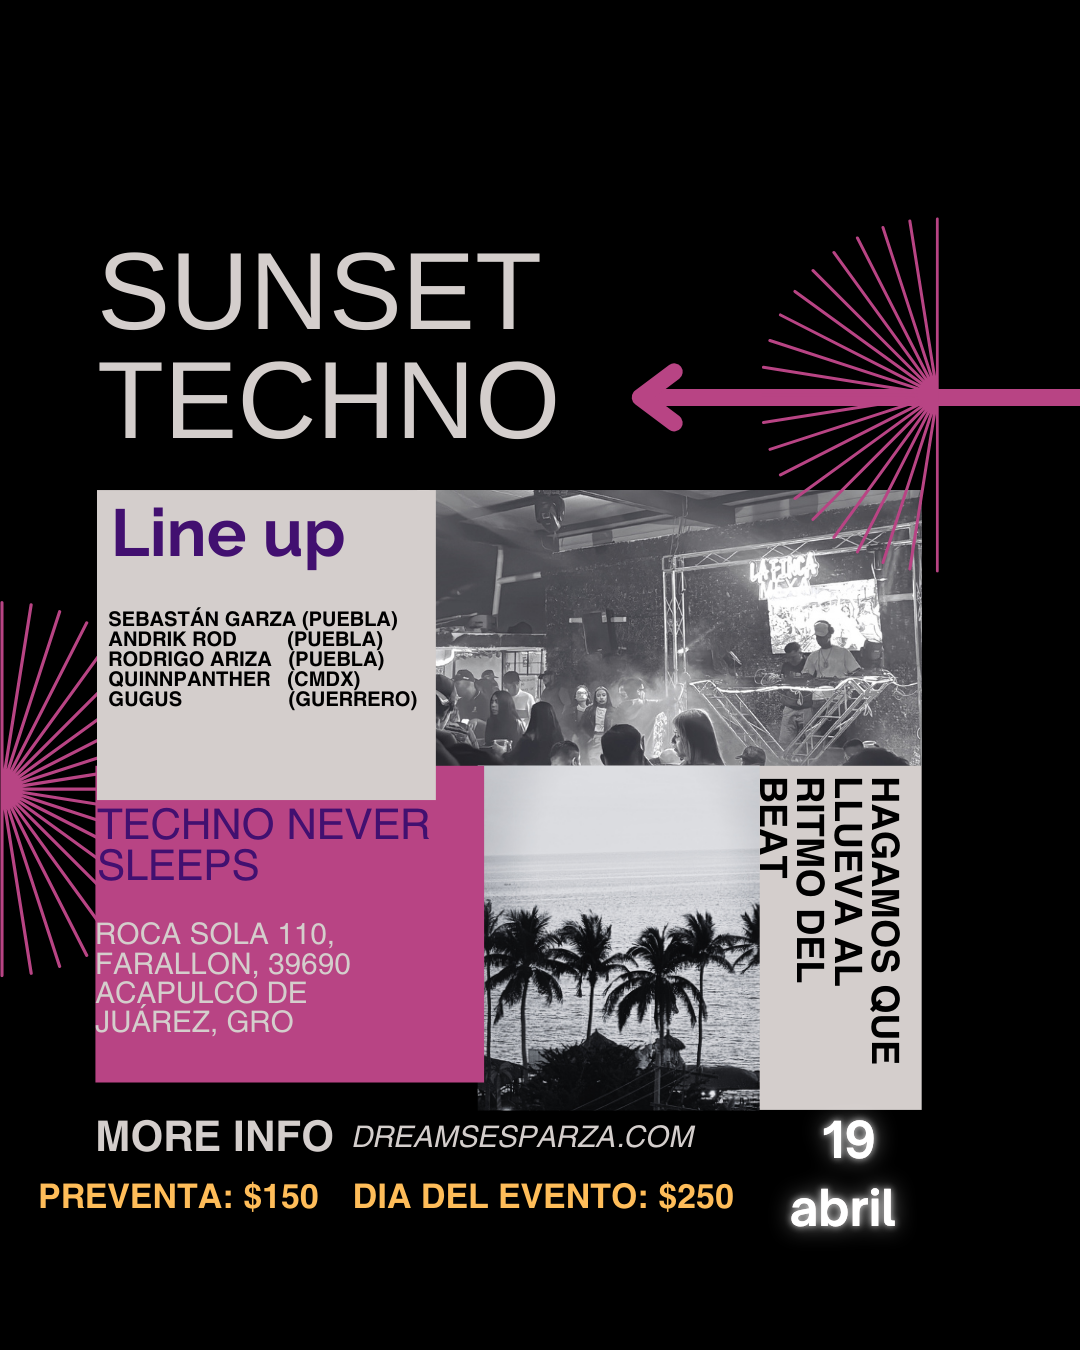 SUNSET
TECHNO
Line up
SEBASTÁN GARZA (PUEBLA)
ANDRIK ROD (PUEBLA)
RODRIGO ARIZA (PUEBLA)
QUINNPANTHER (CMDX)
GUGUS (GUERRERO)
LA FINCA
TECHNO NEVER
SLEEPS
ROCA SOLA 110,
FARALLON, 39690
ACAPULCO DE
JUÁREZ, GRO
HAGAMOS QUE
LLUEVA AL
RITMO DEL
BEAT
MORE INFO DREAMSESPARZA.COM
19
abril
PREVENTA: $150 DIA DEL EVENTO: $250